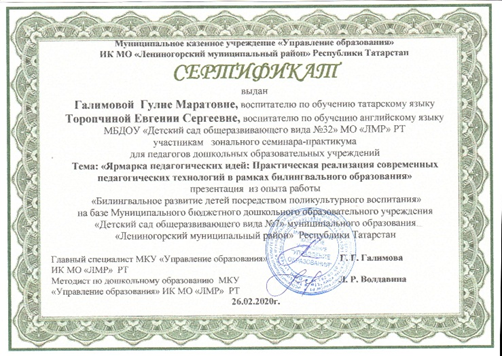 Муниципальное казенное учреждение «Управление образования»
ИК МО «Лениногорский муниципальный район» Республики Татарстан
СЕРТИФИКАТ
выдан
Галимовой Гулие Маратовне, воспитателю по обучению татарскому языку
Торопчиной Евгении Сергеевне, воспитателю по обучению английскому языку
МБДОУ «Детский сад общеразвивающего вида №32» МО «ЛМР» РТ
участникам зонального семинара-практикума
для педагогов дошкольных образовательных учреждений
Тема: «Ярмарка педагогических идей: Практическая реализация современных
педагогических технологий в рамках билингвального образования»
презентация из опыта работы
«Билингвальное развитие детей посредством поликультурного воспитания»
на базе Муниципального бюджетного дошкольного образовательного учреждения
«Детский сад общеразвивающего вида №7» муниципального образования
«Лениногорский муниципальный район» Республики Татарстан
Главный специалист МКУ «Управление образования» Г. Г. Галимова
ИК МО «ЛМР» РТ
Методист по дошкольному образованию МКУ Л. Р. Волдавина
«Управление образования» ИК МО «ЛМР» РТ
26.02.2020г.